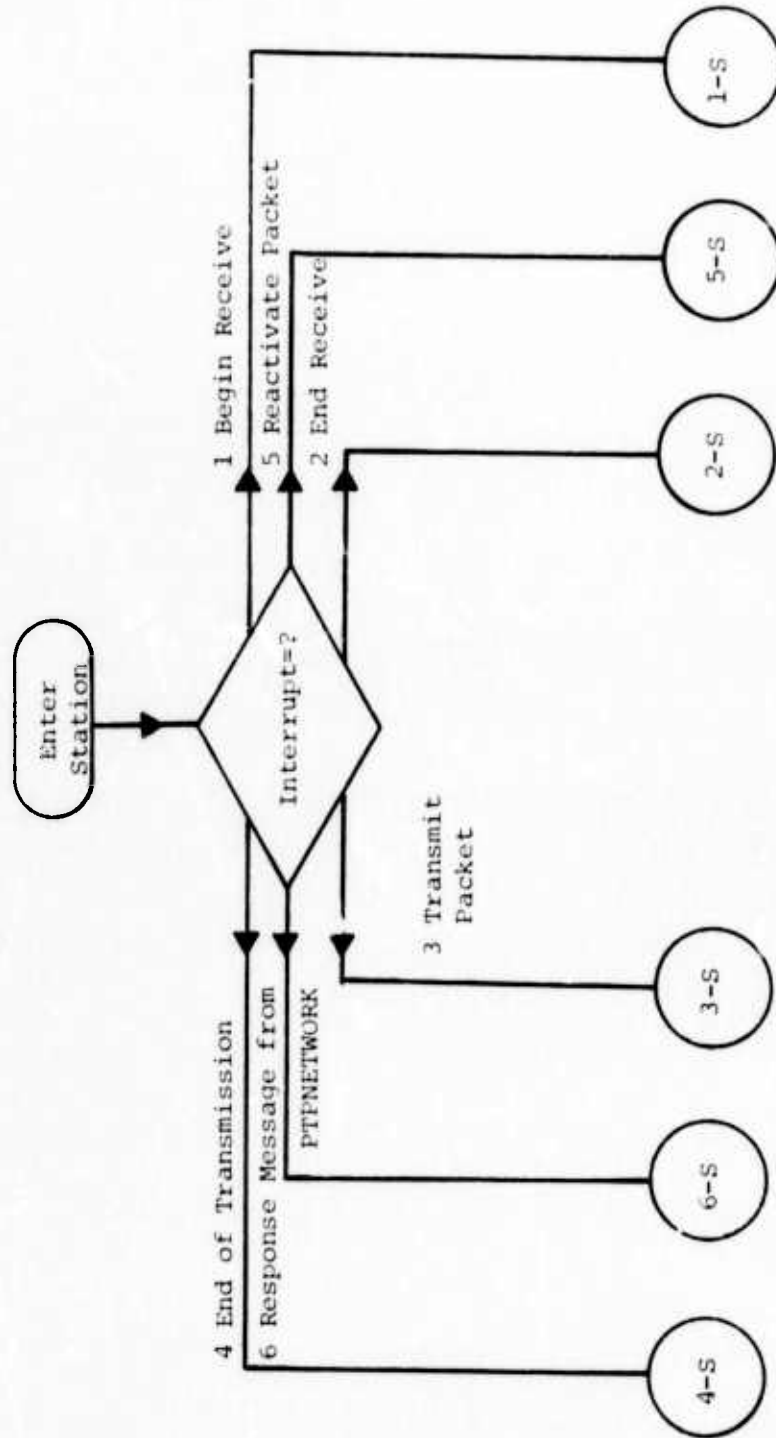 Enter
Station
Interrupt=?
4 End of Transmission
6 Response Message from
PTPNETWORK
3 Transmit
Packet
1 Begin Receive
5 Reactivate Packet
2 End Receive
4-S
6-S
3-S
2-S
5-S
1-S